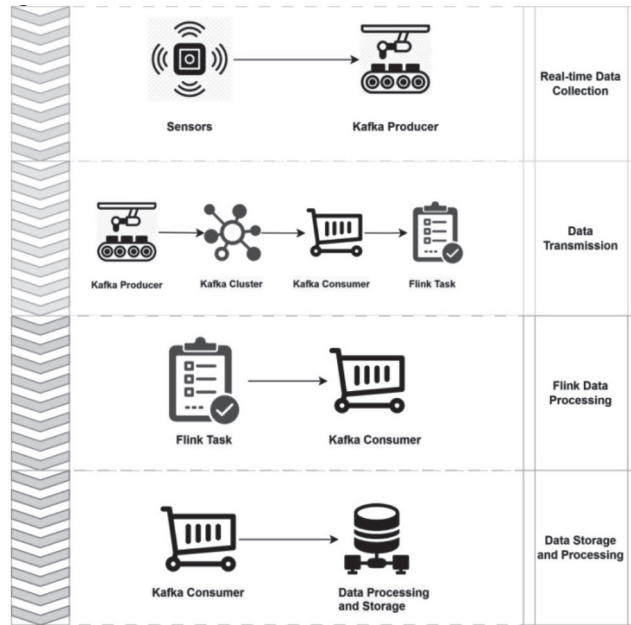 Sensors
Kafka Producer
Real-time Data
Collection
Kafka Producer
Kafka Cluster
Kafka Consumer
Flink Task
Data
Transmission
Flink Task
Kafka Consumer
Flink Data
Processing
Kafka Consumer
Data Processing
and Storage
Data Storage
and Processing